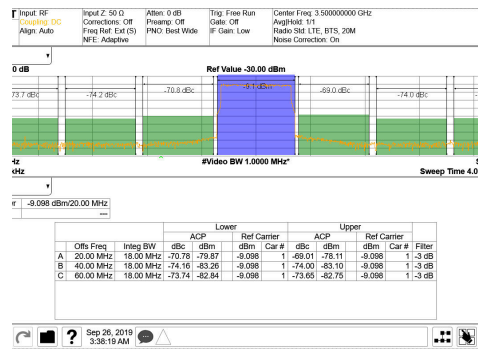 Input: RF
Coupling: DC
Align: Auto
Input Z: 50 Ω
Corrections: Off
Freq Ref: Ext (S)
NFE: Adaptive
Atten: 0 dB
Preamp: Off
PNO: Best Wide
Trig: Free Run
Gate: Off
IF Gain: Low
Center Freq: 3.500000000 GHz
Avg|Hold: 1/1
Radio Std: LTE, BTS, 20M
Noise Correction: On
0 dB
Ref Value -30.00 dBm
73.7 dBc
-74.2 dBc
-70.8 dBc
-9.1 dBm
-69.0 dBc
-74.0 dBc
Hz
#Video BW 1.0000 MHz*
kHz
Sweep Time 4.0
-9.098 dBm/20.00 MHz
---
Lower Upper
ACP Ref Carrier ACP Ref Carrier
Offs Freq Integ BW dBc dBm dBm Car # dBc dBm dBm Car # Filter
A 20.00 MHz 18.00 MHz -70.78 -79.87 -9.098 1 -69.01 -78.11 -9.098 1 -3 dB
B 40.00 MHz 18.00 MHz -74.16 -83.26 -9.098 1 -74.00 -83.10 -9.098 1 -3 dB
C 60.00 MHz 18.00 MHz -73.74 -82.84 -9.098 1 -73.65 -82.75 -9.098 1 -3 dB
?
Sep 26, 2019
3:38:19 AM